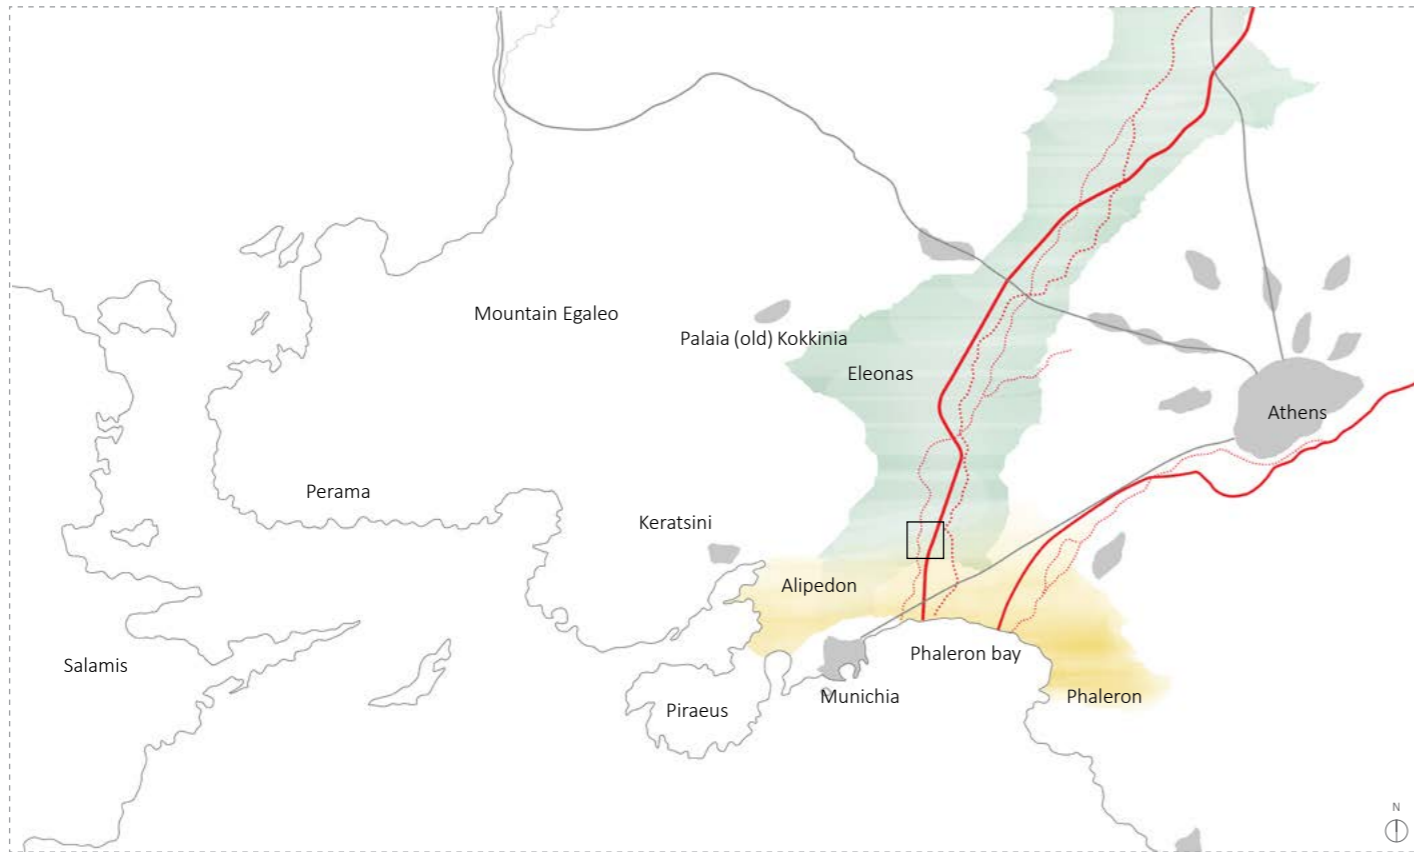 Mountain Egaleo
Palaia (old) Kokkinia
Eleonas
Athens
Perama
Keratsini
Alipedon
Salamis
Phaleron bay
Piraeus
Munichia
Phaleron
N